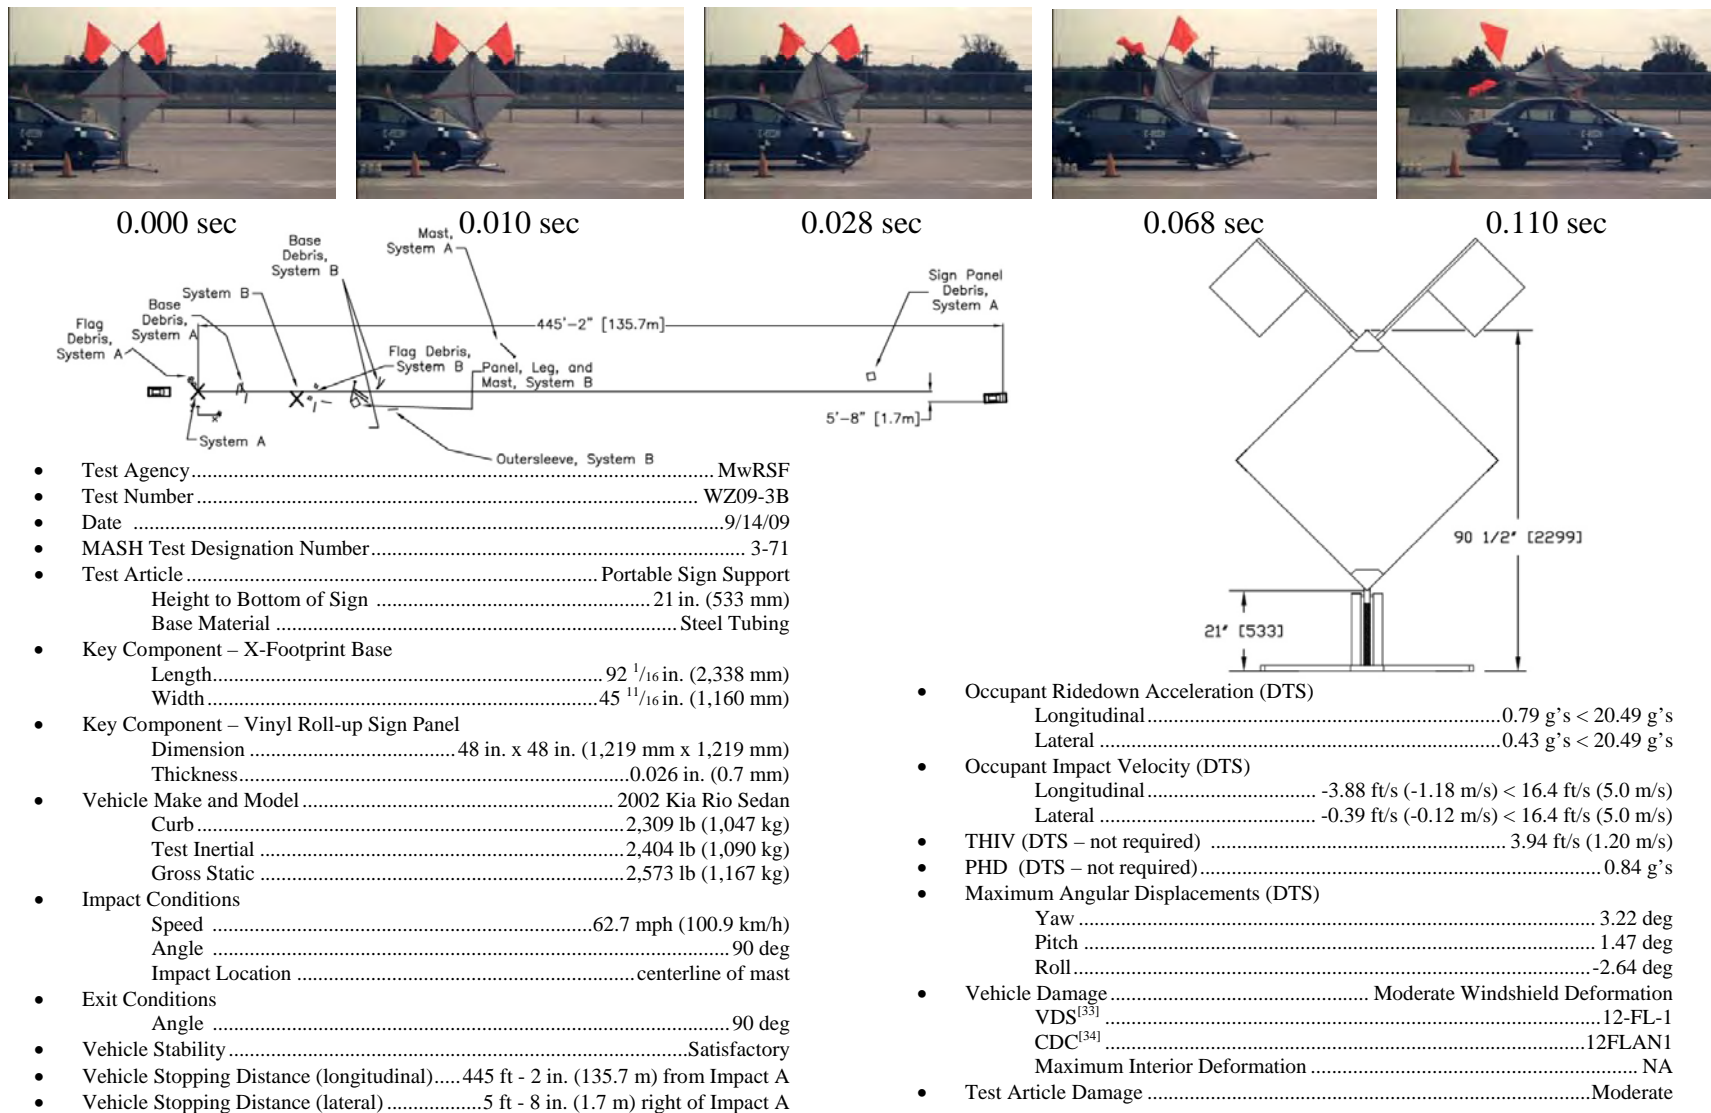 0.000 sec
0.010 sec
0.028 sec
0.068 sec
0.110 sec
Mast,
System A
Base
Debris,
System B
System B
Base
Debris,
System A
Flag
Debris,
System A
Sign Panel
Debris,
System A
445'-2" [135.7m]
Flag Debris,
System B
Panel, Leg, and
Mast, System B
5'-8" [1.7m]
System A
Outersleeve, System B
90 1/2" [2299]
21" [533]
• Test Agency.......... MwRSF
• Test Number .......... WZ09-3B
• Date ..........9/14/09
• MASH Test Designation Number.......... 3-71
• Test Article .......... Portable Sign Support
Height to Bottom of Sign .......... 21 in. (533 mm)
Base Material .......... Steel Tubing
• Key Component – X-Footprint Base
Length.......... 92 1/16 in. (2,338 mm)
Width..........45 11/16 in. (1,160 mm)
• Key Component – Vinyl Roll-up Sign Panel
Dimension ..........48 in. x 48 in. (1,219 mm x 1,219 mm)
Thickness..........0.026 in. (0.7 mm)
• Vehicle Make and Model .......... 2002 Kia Rio Sedan
Curb..........2,309 lb (1,047 kg)
Test Inertial ..........2,404 lb (1,090 kg)
Gross Static ..........2,573 lb (1,167 kg)
• Impact Conditions
Speed ..........62.7 mph (100.9 km/h)
Angle .......... 90 deg
Impact Location ..........centerline of mast
• Exit Conditions
Angle .......... 90 deg
• Vehicle Stability ..........Satisfactory
• Vehicle Stopping Distance (longitudinal).....445 ft - 2 in. (135.7 m) from Impact A
• Vehicle Stopping Distance (lateral) ..........5 ft - 8 in. (1.7 m) right of Impact A
• Occupant Ridedown Acceleration (DTS)
Longitudinal..........0.79 g's < 20.49 g's
Lateral ..........0.43 g's < 20.49 g's
• Occupant Impact Velocity (DTS)
Longitudinal.......... -3.88 ft/s (-1.18 m/s) < 16.4 ft/s (5.0 m/s)
Lateral .......... -0.39 ft/s (-0.12 m/s) < 16.4 ft/s (5.0 m/s)
• THIV (DTS – not required) .......... 3.94 ft/s (1.20 m/s)
• PHD (DTS – not required).......... 0.84 g's
• Maximum Angular Displacements (DTS)
Yaw .......... 3.22 deg
Pitch .......... 1.47 deg
Roll..........-2.64 deg
• Vehicle Damage .......... Moderate Windshield Deformation
VDS[33] ..........12-FL-1
CDC[34] ..........12FLAN1
Maximum Interior Deformation .......... NA
• Test Article Damage ..........Moderate